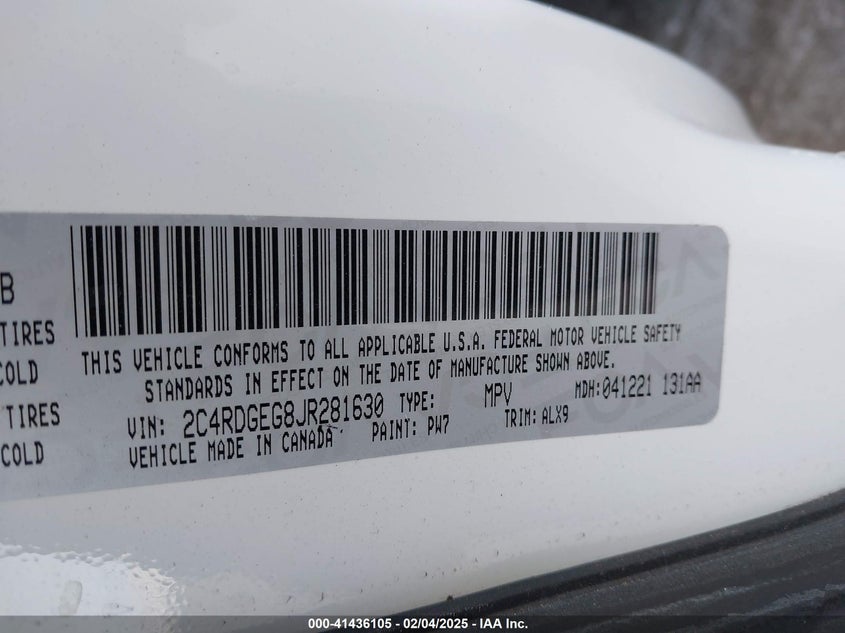 B
TIRES
COLD
TIRES
COLD
THIS VEHICLE CONFORMS TO ALL APPLICABLE U.S.A. FEDERAL MOTOR VEHICLE SAFETY
STANDARDS IN EFFECT ON THE DATE OF MANUFACTURE SHOWN ABOVE.
VIN: 2C4RDGEG8JR281630 TYPE: MPV MDH: 041221 131AA
VEHICLE MADE IN CANADA PAINT: PW7 TRIM: ALX9
000-41436105 - 02/04/2025 - IAA Inc.